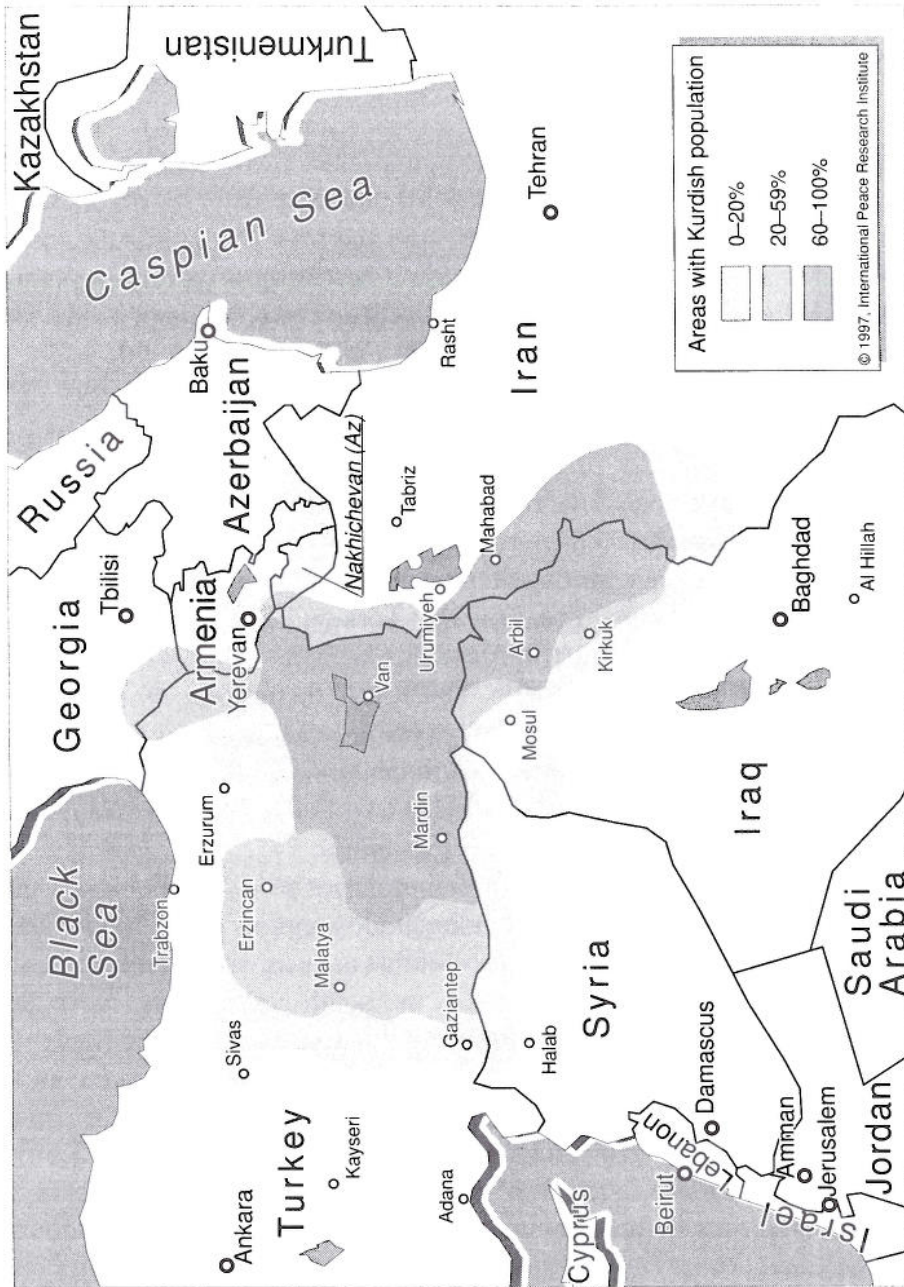 Kazakhstan
Turkmenistan
Caspian Sea
Russia
Georgia
Tbilisi
Baku
Azerbaijan
Armenia
Yerevan
Nakhichevan (Az)
Black
Sea
Trabzon
Erzurum
Erzincan
Sivas
Ankara
Turkey
Kayseri
Malatya
Van
Tabriz
Rasht
Tehran
Iran
Urumiyeh
Mahabad
Mardin
Gaziantep
Adana
Halab
Mosul
Arbil
Kirkuk
Syria
Cyprus
Lebanon
Beirut
Damascus
Iraq
Baghdad
Al Hillah
Israel
Amman
Jerusalem
Jordan
Saudi
Arabia
Areas with Kurdish population
0–20%
20–59%
60–100%
© 1997, International Peace Research Institute